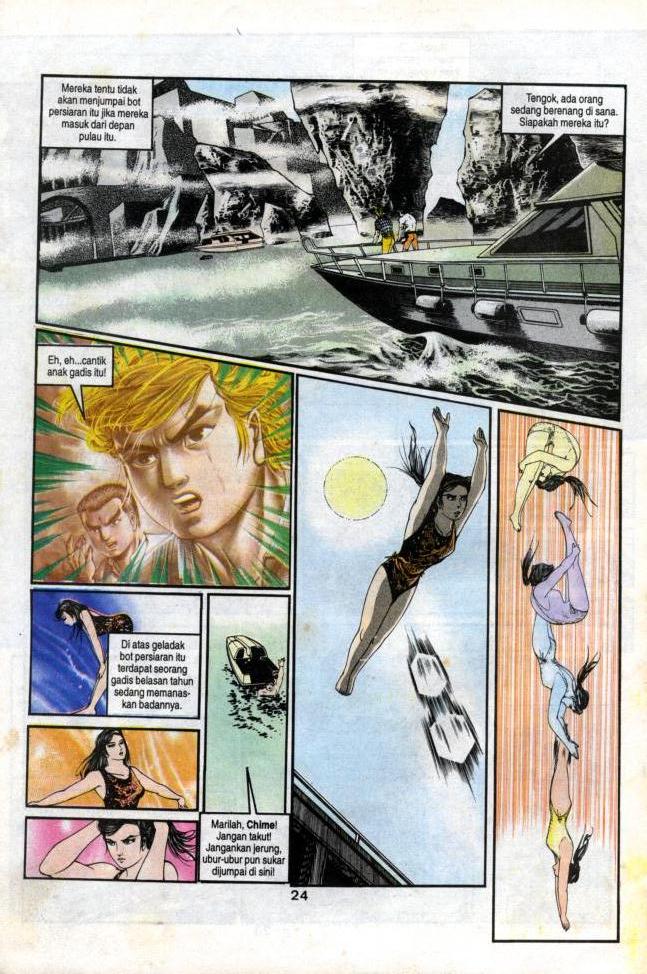 Mereka tentu tidak
akan menjumpai bot
persiaran itu jika mereka
masuk dari depan
pulau itu.
Tengok, ada orang
sedang berenang di sana.
Siapakah mereka itu?
Eh, eh...cantik
anak gadis itu!
Di atas geladak
bot persiaran itu
terdapat seorang
gadis belasan tahun
sedang memanas-
kan badannya.
Marilah, Chime!
Jangan takut!
Jangankan jerung,
ubur-ubur pun sukar
dijumpai di sini!
24